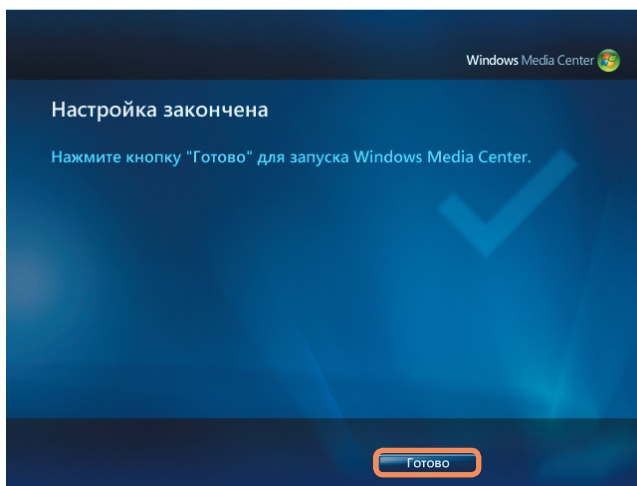 Windows Media Center
Настройка закончена
Нажмите кнопку "Готово" для запуска Windows Media Center.
Готово